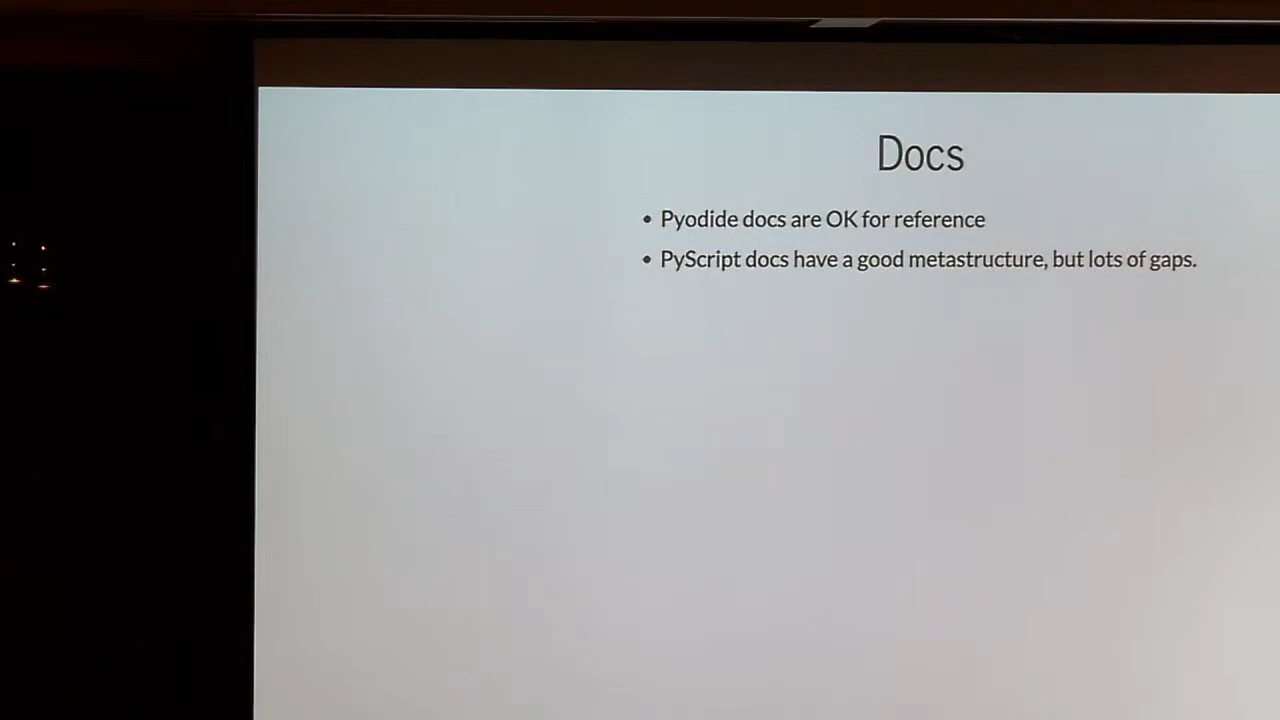 Docs
• Pyodide docs are OK for reference
• PyScript docs have a good metastructure, but lots of gaps.